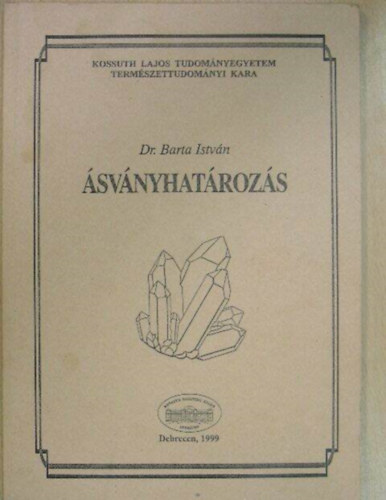 KOSSUTH LAJOS TUDOMÁNYEGYETEM
TERMÉSZETTUDOMÁNYI KARA
Dr. Barta István
ÁSVÁNYHATÁROZÁS
Debrecen, 1999